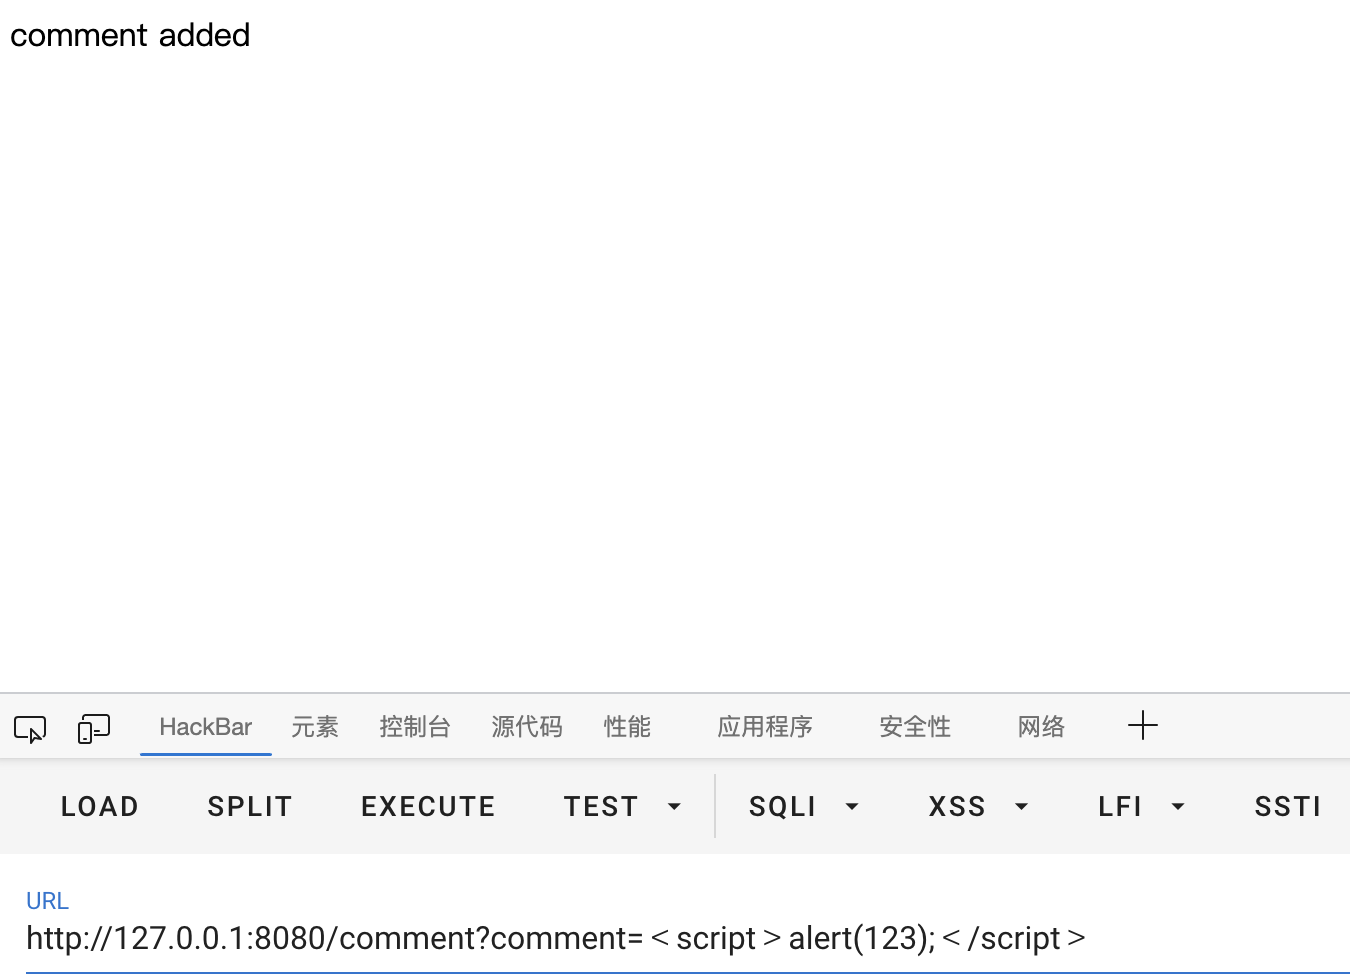 comment added
HackBar 元素 控制台 源代码 性能 应用程序 安全性 网络
LOAD SPLIT EXECUTE TEST SQLI XSS LFI SSTI
URL
http://127.0.0.1:8080/comment?comment=＜script＞alert(123);＜/script＞